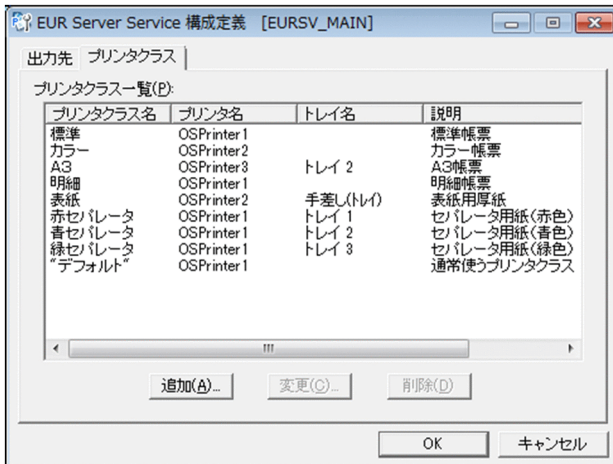 EUR Server Service 構成定義 [EURSV_MAIN]
出力先 プリンタクラス
プリンタクラス一覧(P):
プリンタクラス名 プリンタ名 トレイ名 説明
標準 OSPrinter1 標準帳票
カラー OSPrinter2 カラー帳票
A3 OSPrinter3 トレイ 2 A3帳票
明細 OSPrinter1 明細帳票
表紙 OSPrinter2 手差し(トレイ) 表紙用厚紙
赤セパレータ OSPrinter1 トレイ 1 セパレータ用紙(赤色)
青セパレータ OSPrinter1 トレイ 2 セパレータ用紙(青色)
緑セパレータ OSPrinter1 トレイ 3 セパレータ用紙(緑色)
"デフォルト" OSPrinter1 通常使うプリンタクラス
追加(A)... 変更(C)... 削除(D)
OK キャンセル